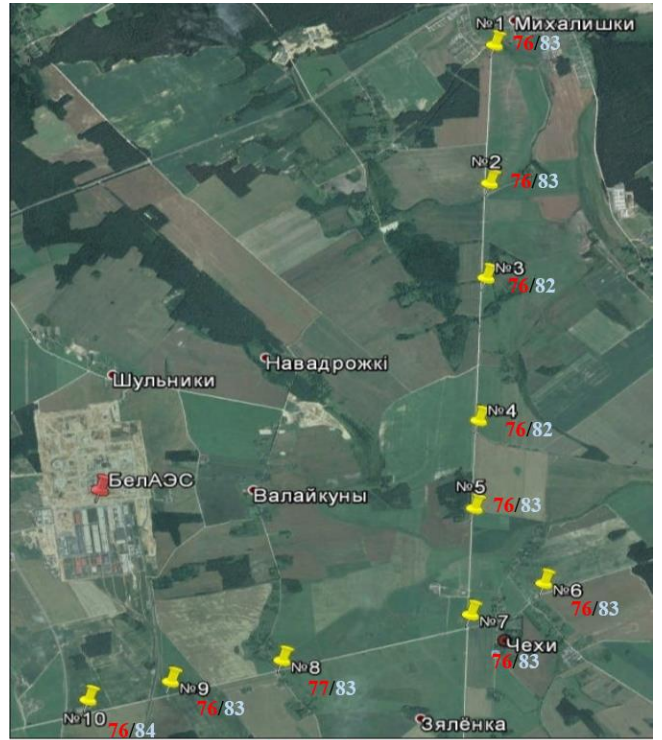 №1 Михалишки
76/83
№2
76/83
№3
76/82
Навадрожкі
Шульники
№4
76/82
БелАЭС
Валайкуны
№5
76/83
№6
76/83
№7
Чехи
76/83
№8
77/83
№9
76/83
№10
76/84
Зялёнка